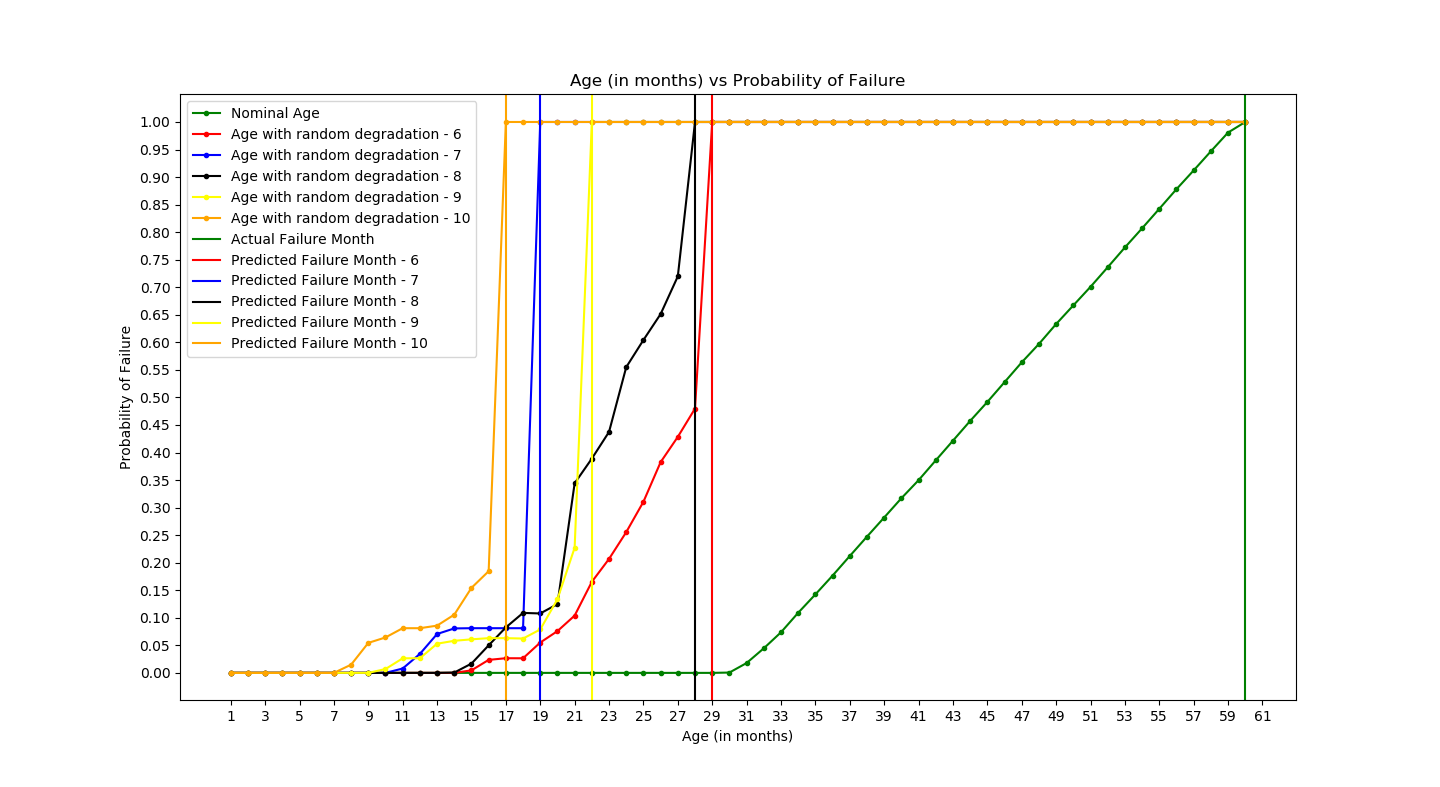 Age (in months) vs Probability of Failure
Nominal Age
Age with random degradation - 6
Age with random degradation - 7
Age with random degradation - 8
Age with random degradation - 9
Age with random degradation - 10
Actual Failure Month
Predicted Failure Month - 6
Predicted Failure Month - 7
Predicted Failure Month - 8
Predicted Failure Month - 9
Predicted Failure Month - 10
Probability of Failure
1.00
0.95
0.90
0.85
0.80
0.75
0.70
0.65
0.60
0.55
0.50
0.45
0.40
0.35
0.30
0.25
0.20
0.15
0.10
0.05
0.00
1 3 5 7 9 11 13 15 17 19 21 23 25 27 29 31 33 35 37 39 41 43 45 47 49 51 53 55 57 59 61
Age (in months)